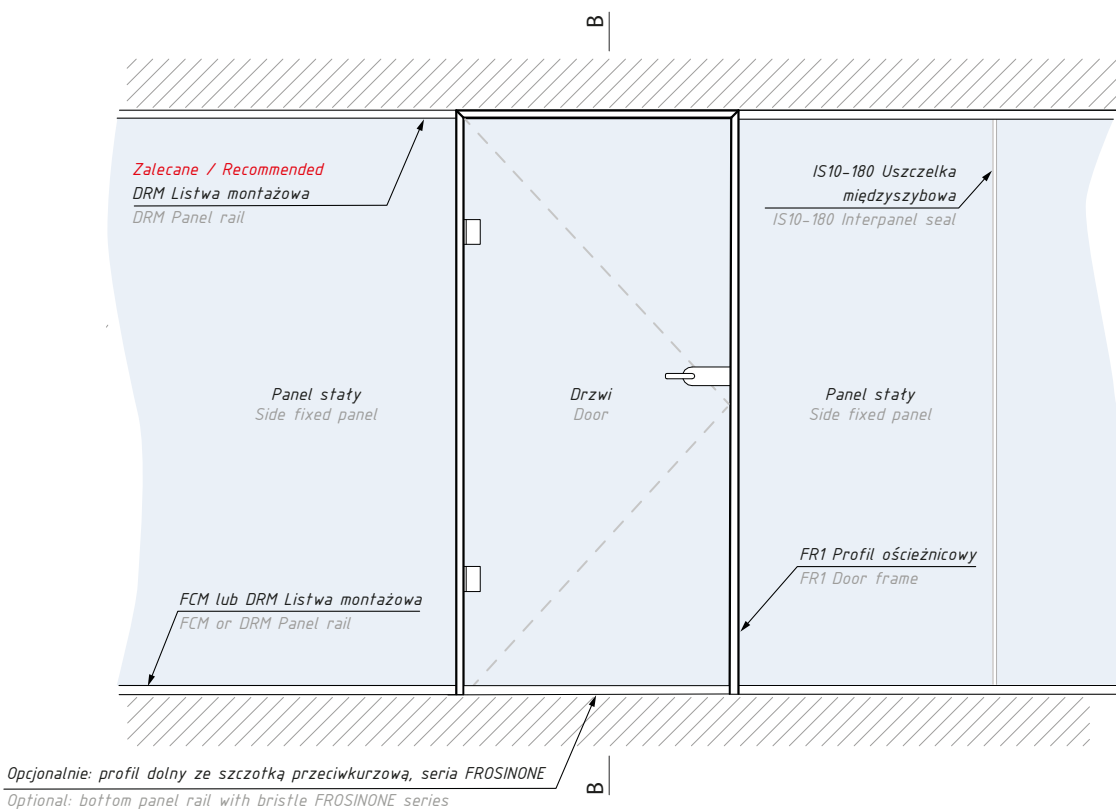 B
Zalecane / Recommended
DRM Listwa montażowa
DRM Panel rail
IS10-180 Uszczelka
międzyszybowa
IS10-180 Interpanel seal
Panel stały
Side fixed panel
Drzwi
Door
Panel stały
Side fixed panel
FR1 Profil ościeżnicowy
FR1 Door frame
FCM lub DRM Listwa montażowa
FCM or DRM Panel rail
Opcjonalnie: profil dolny ze szczotką przeciwkurzową, seria FROSINONE
Optional: bottom panel rail with bristle FROSINONE series
B